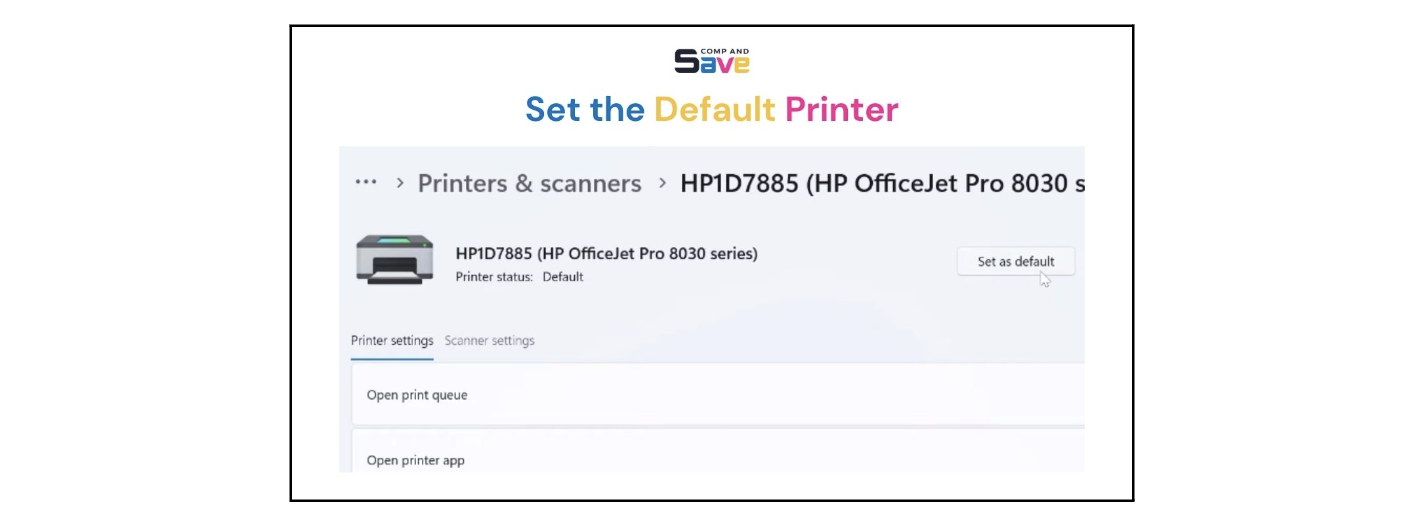 COMP AND
Save
Set the Default Printer
··· > Printers & scanners > HP1D7885 (HP OfficeJet Pro 8030 s
HP1D7885 (HP OfficeJet Pro 8030 series)
Printer status: Default
Set as default
Printer settings Scanner settings
Open print queue
Open printer app